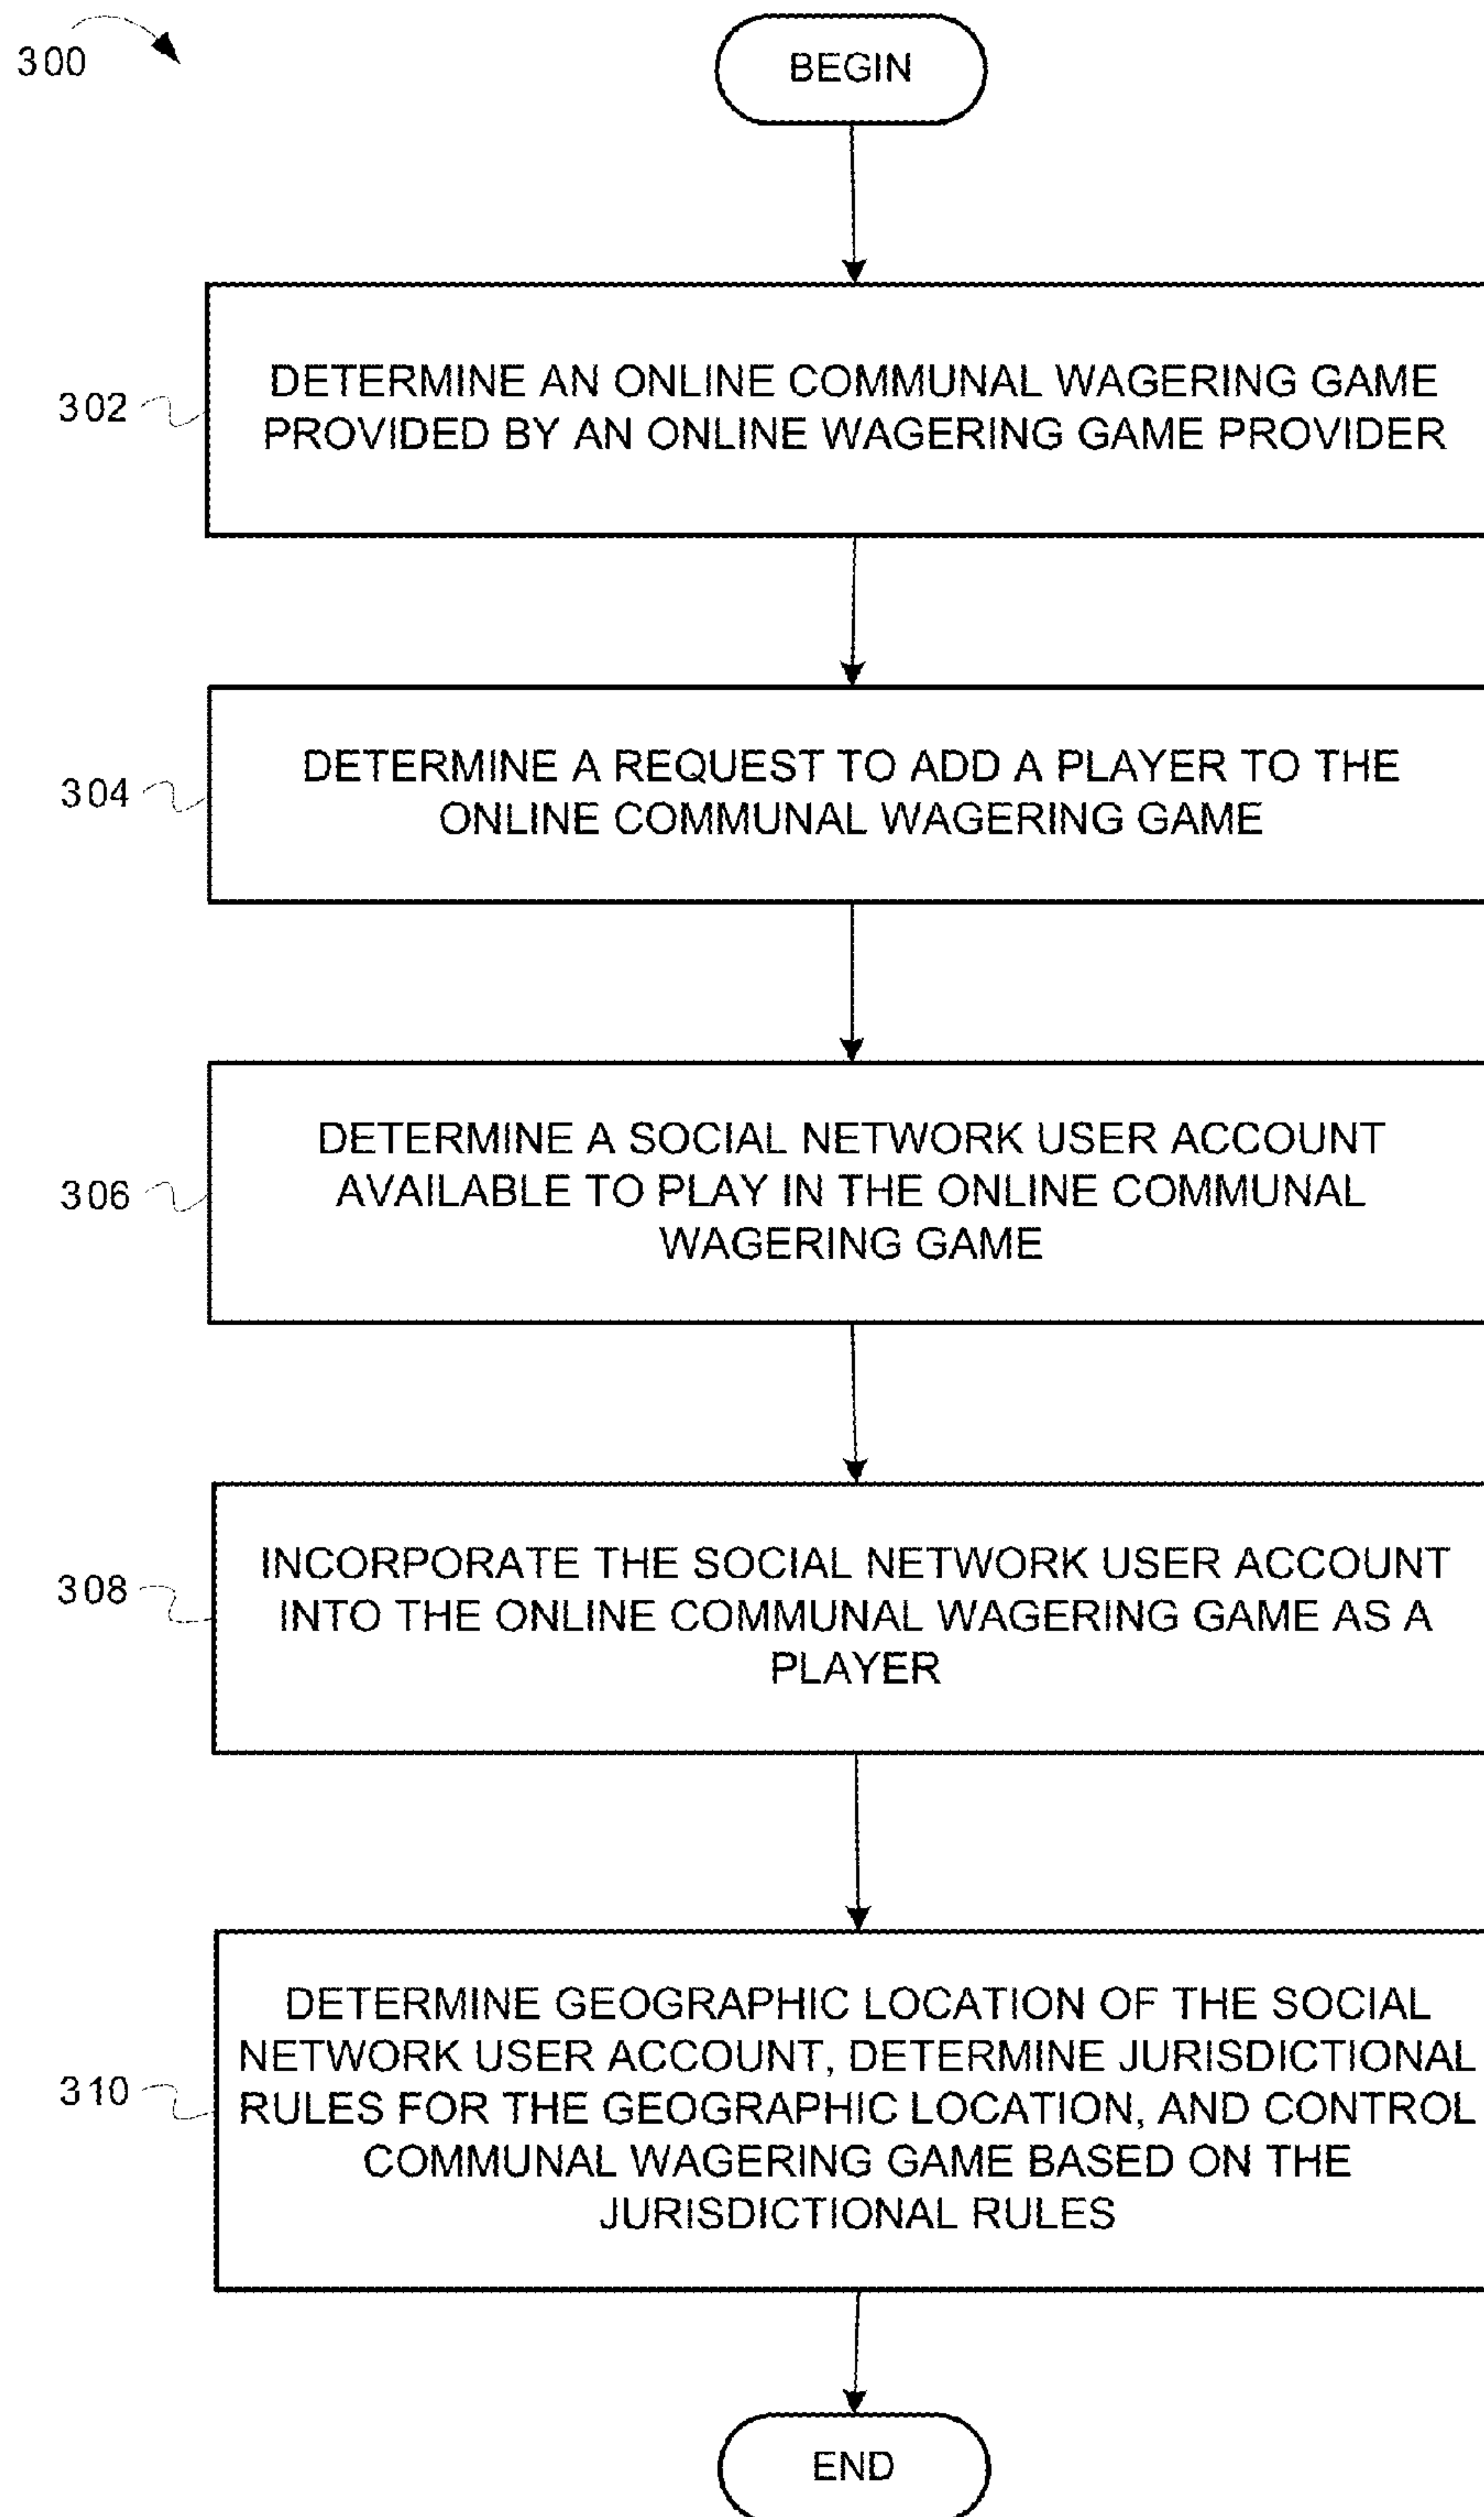 300
BEGIN
302
DETERMINE AN ONLINE COMMUNAL WAGERING GAME
PROVIDED BY AN ONLINE WAGERING GAME PROVIDER
304
DETERMINE A REQUEST TO ADD A PLAYER TO THE
ONLINE COMMUNAL WAGERING GAME
306
DETERMINE A SOCIAL NETWORK USER ACCOUNT
AVAILABLE TO PLAY IN THE ONLINE COMMUNAL
WAGERING GAME
308
INCORPORATE THE SOCIAL NETWORK USER ACCOUNT
INTO THE ONLINE COMMUNAL WAGERING GAME AS A
PLAYER
310
DETERMINE GEOGRAPHIC LOCATION OF THE SOCIAL
NETWORK USER ACCOUNT, DETERMINE JURISDICTIONAL
RULES FOR THE GEOGRAPHIC LOCATION, AND CONTROL
COMMUNAL WAGERING GAME BASED ON THE
JURISDICTIONAL RULES
END